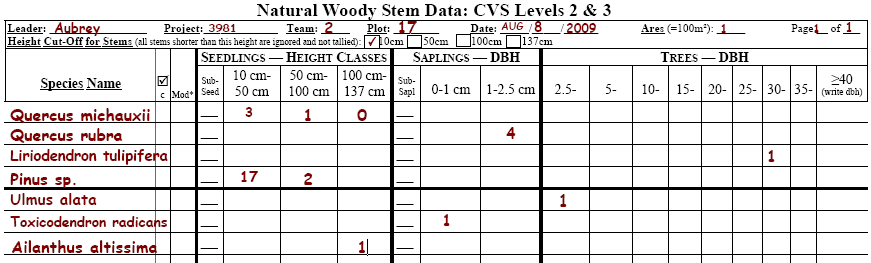 Natural Woody Stem Data: CVS Levels 2 & 3
Leader: Aubrey Project: 3981 Team: 2 Plot: 17 Date: AUG /8 /2009 Ares (=100m²): 1 Page1 of 1
Height Cut-Off for Stems (all stems shorter than this height are ignored and not tallied): ✓10cm 50cm 100cm 137cm
SEEDLINGS — HEIGHT CLASSES SAPLINGS — DBH TREES — DBH
Species Name ☑ c Mod* Sub-Seed 10 cm-50 cm 50 cm-100 cm 100 cm-137 cm Sub-Sapl 0-1 cm 1-2.5 cm 2.5- 5- 10- 15- 20- 25- 30- 35- ≥40 (write dbh)
Quercus michauxii — 3 1 0 —
Quercus rubra — — 4
Liriodendron tulipifera — — 1
Pinus sp. — 17 2 —
Ulmus alata — — 1
Toxicodendron radicans — — 1
Ailanthus altissima — 1 —